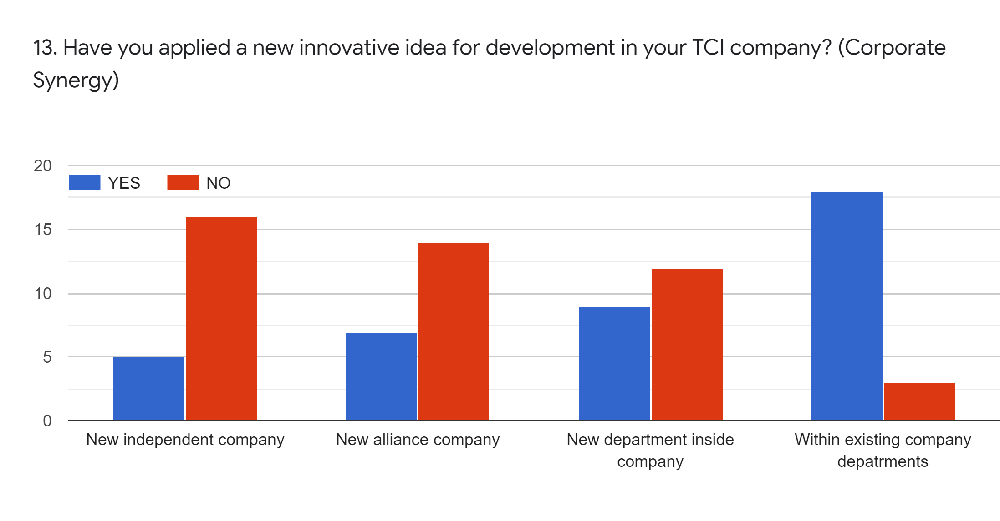 13. Have you applied a new innovative idea for development in your TCI company? (Corporate
Synergy)
20
YES NO
15
10
5
0
New independent company
New alliance company
New department inside
company
Within existing company
depatrments